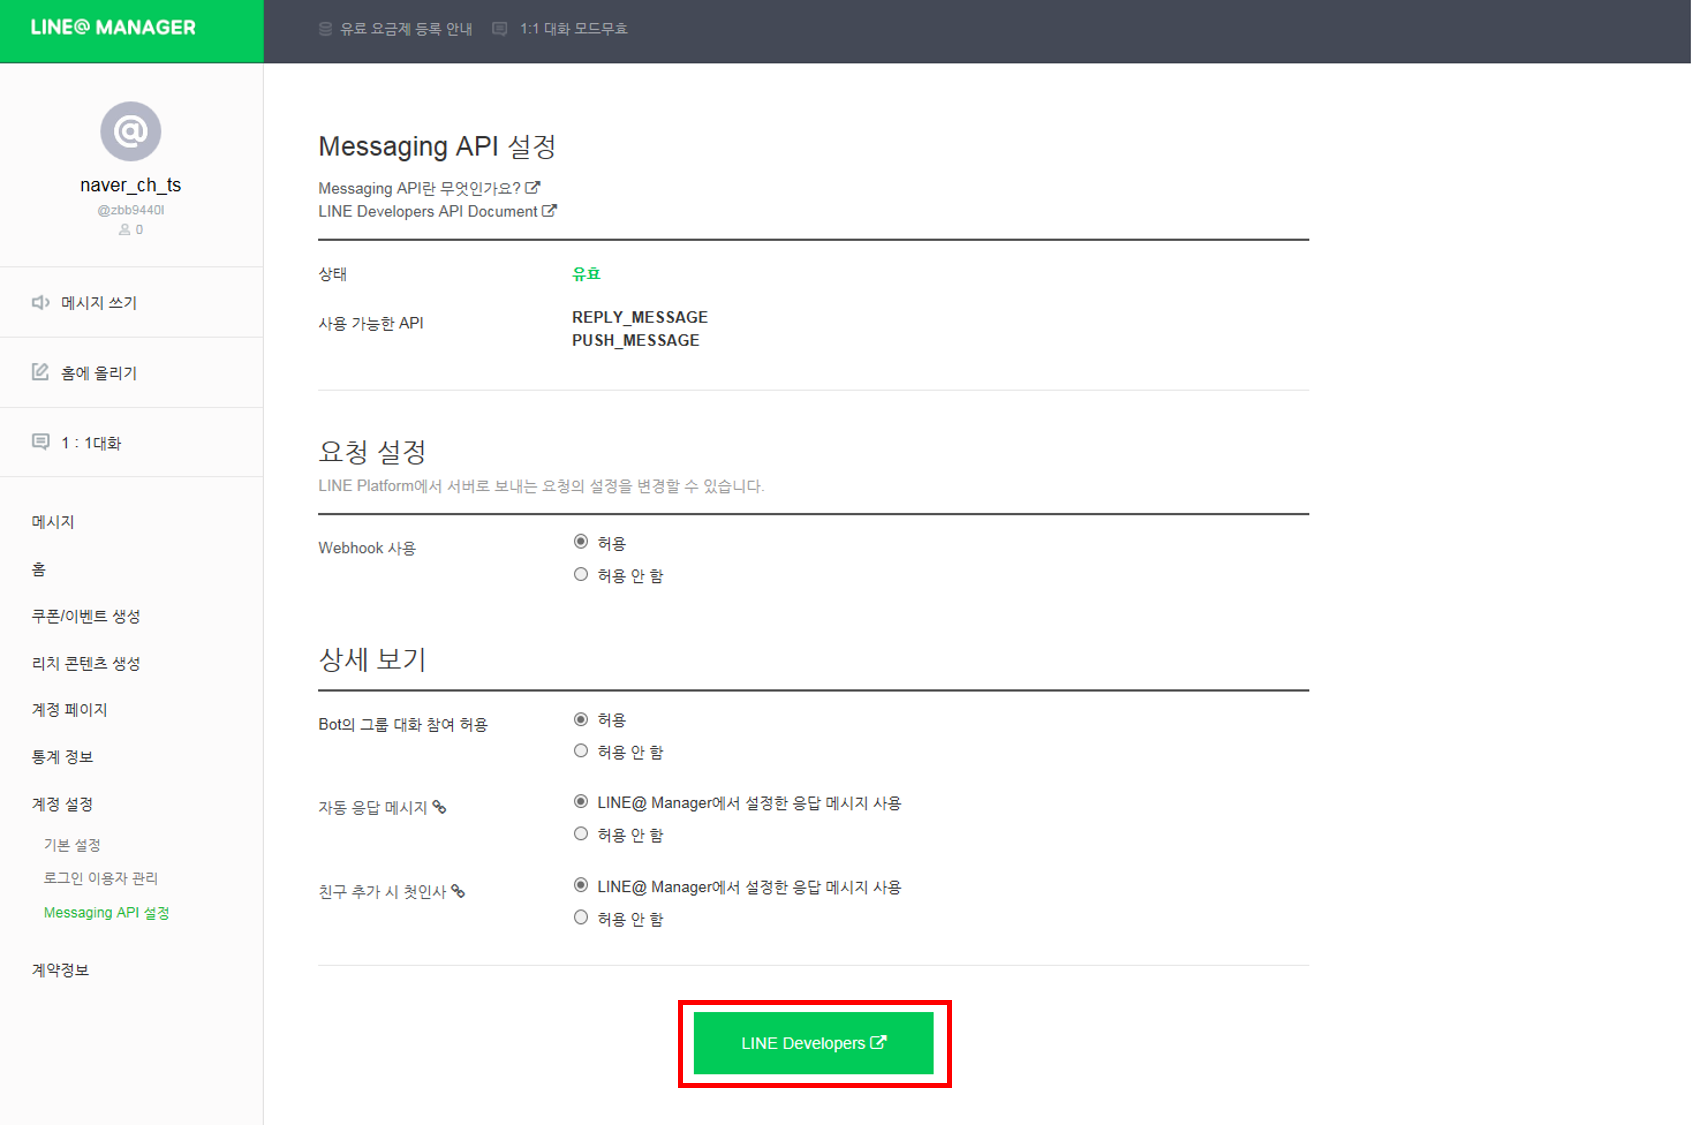 LINE@ MANAGER
유료 요금제 등록 안내
1:1 대화 모드무효
naver_ch_ts
@zbb9440l
0
메시지 쓰기
홈에 올리기
1 : 1대화
메시지
홈
쿠폰/이벤트 생성
리치 콘텐츠 생성
계정 페이지
통계 정보
계정 설정
기본 설정
로그인 이용자 관리
Messaging API 설정
계약정보
Messaging API 설정
Messaging API란 무엇인가요?
LINE Developers API Document
상태
유효
사용 가능한 API
REPLY_MESSAGE
PUSH_MESSAGE
요청 설정
LINE Platform에서 서버로 보내는 요청의 설정을 변경할 수 있습니다.
Webhook 사용
허용
허용 안 함
상세 보기
Bot의 그룹 대화 참여 허용
허용
허용 안 함
자동 응답 메시지
LINE@ Manager에서 설정한 응답 메시지 사용
허용 안 함
친구 추가 시 첫인사
LINE@ Manager에서 설정한 응답 메시지 사용
허용 안 함
LINE Developers